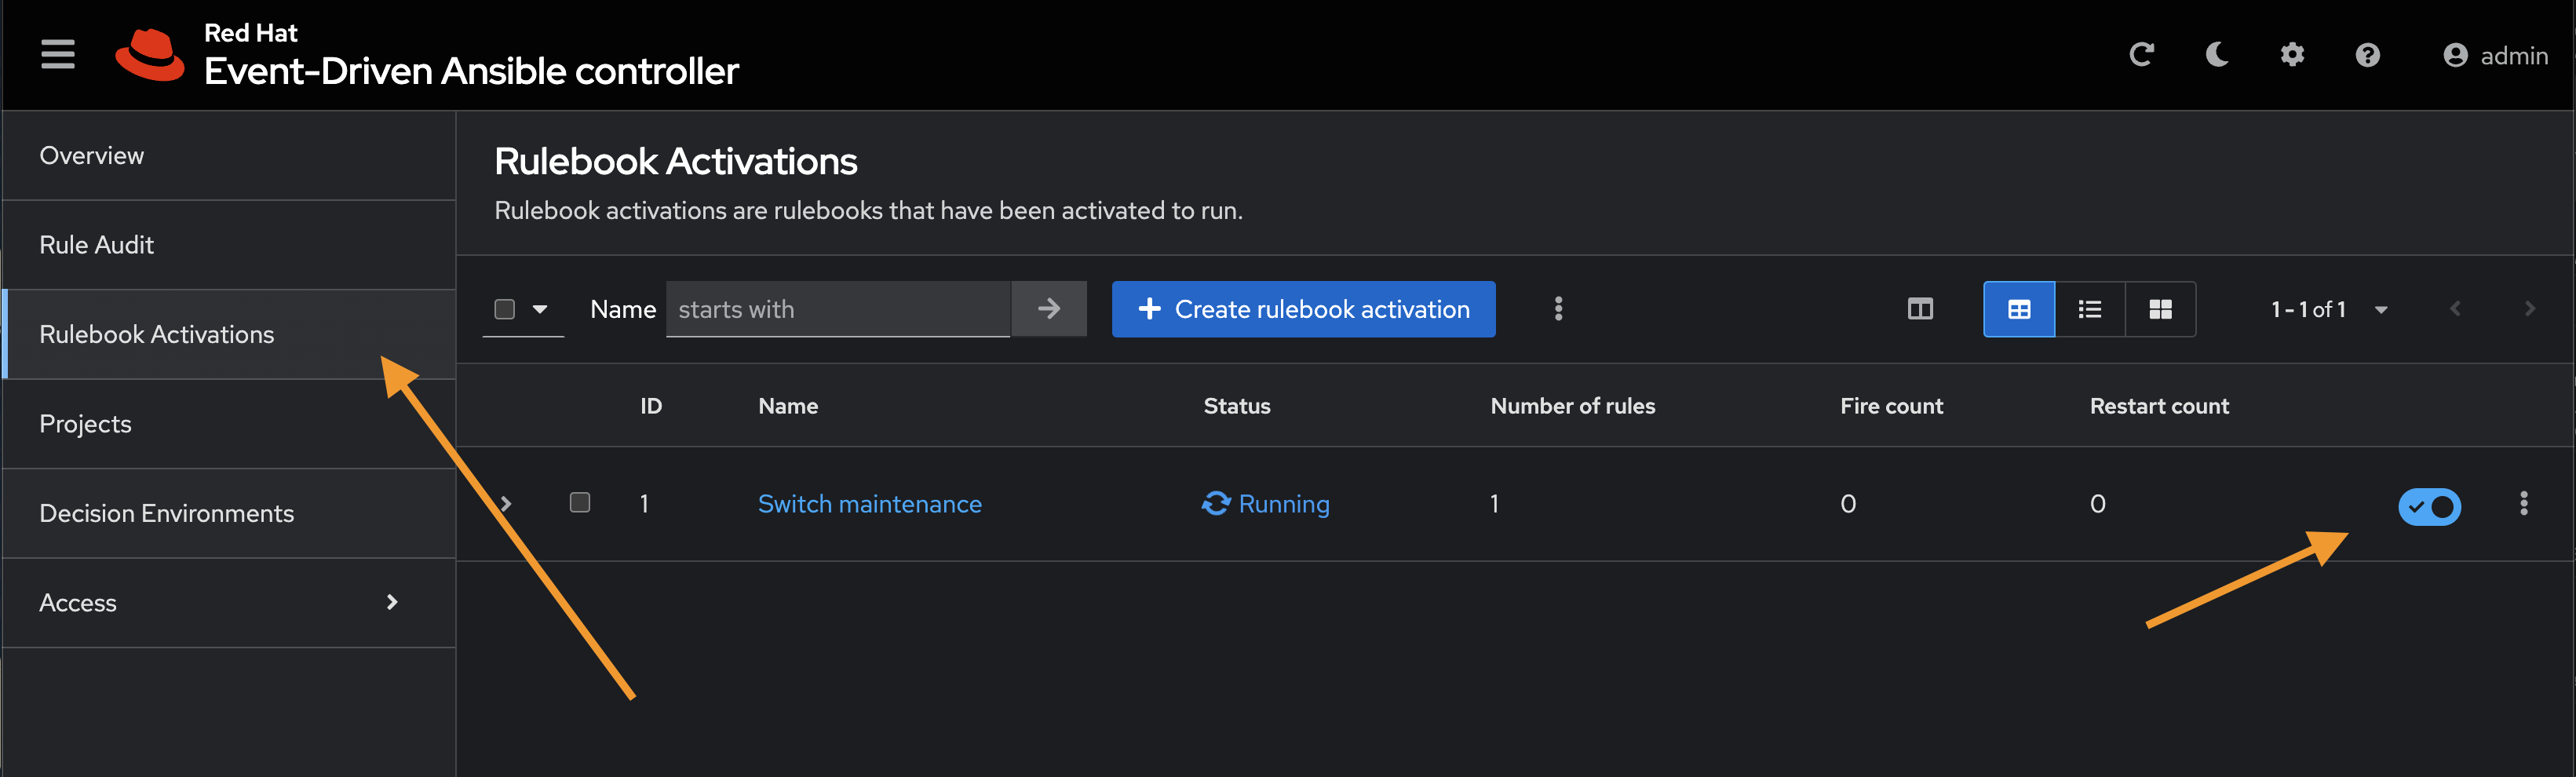 Red Hat
Event-Driven Ansible controller
admin
Overview
Rule Audit
Rulebook Activations
Projects
Decision Environments
Access
Rulebook Activations
Rulebook activations are rulebooks that have been activated to run.
Name starts with Create rulebook activation 1 - 1 of 1
ID Name Status Number of rules Fire count Restart count
1 Switch maintenance Running 1 0 0